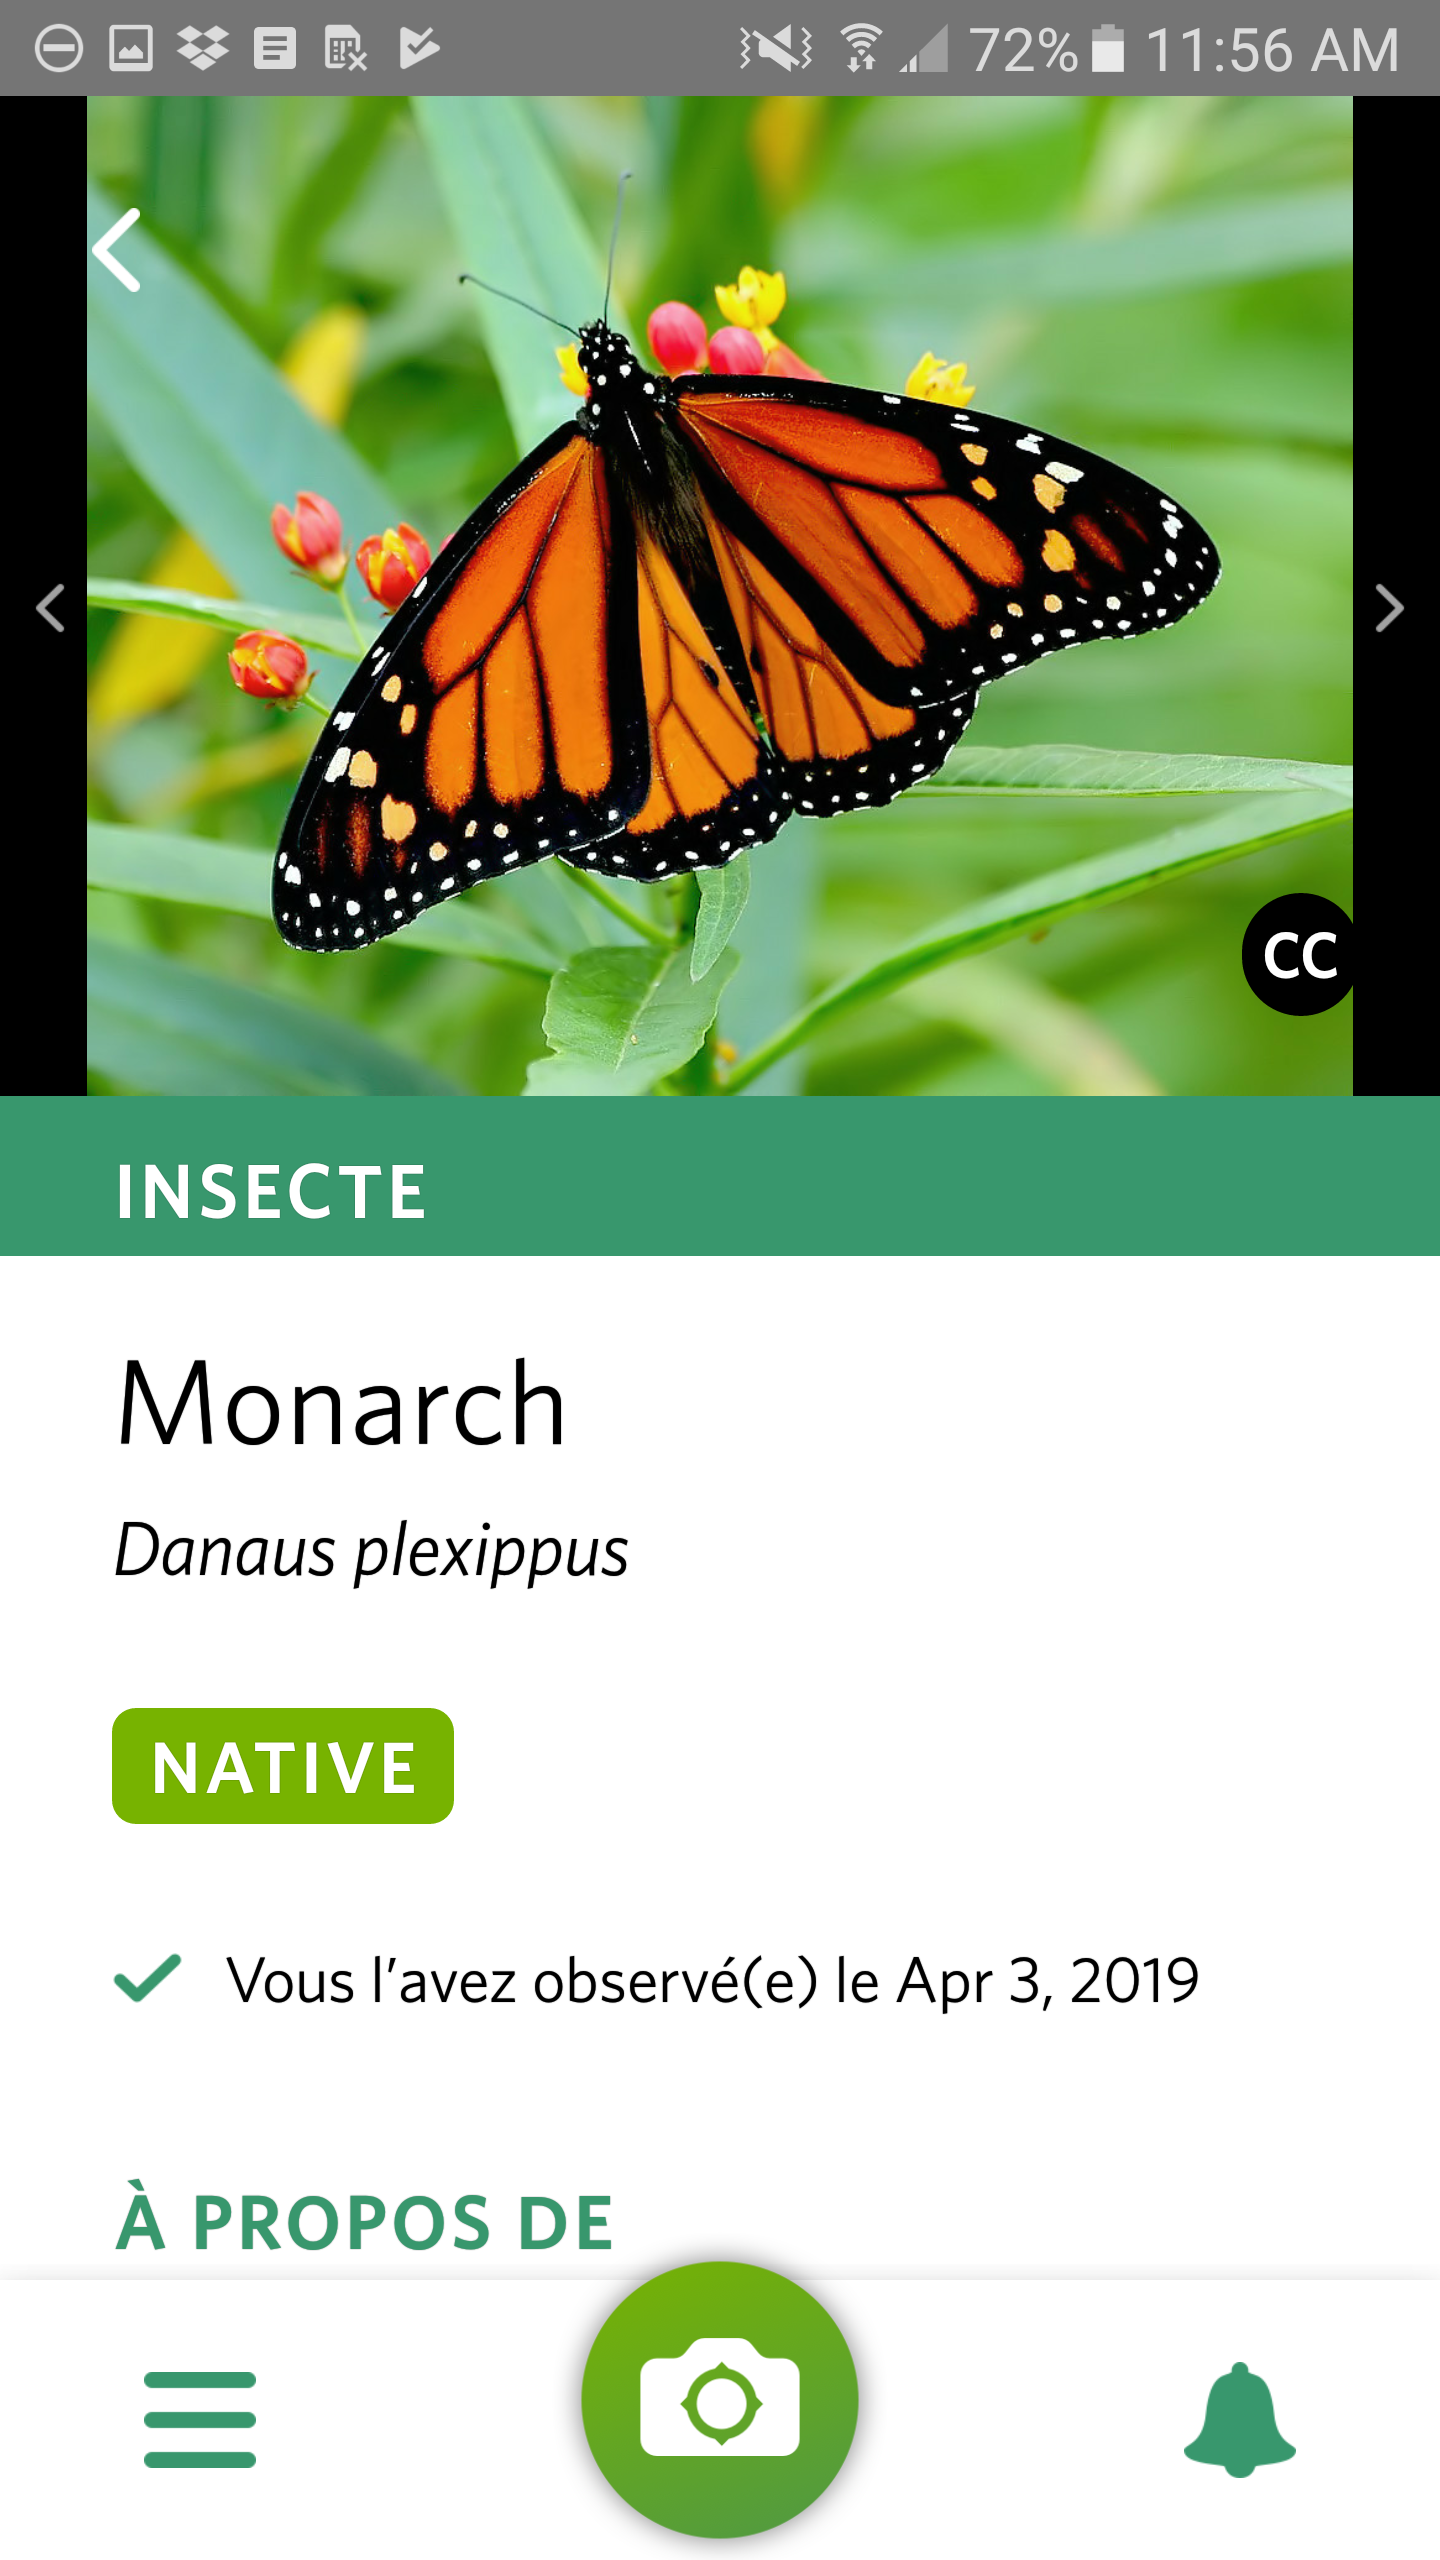 72% 11:56 AM
CC
INSECTE
Monarch
Danaus plexippus
NATIVE
Vous l’avez observé(e) le Apr 3, 2019
À PROPOS DE